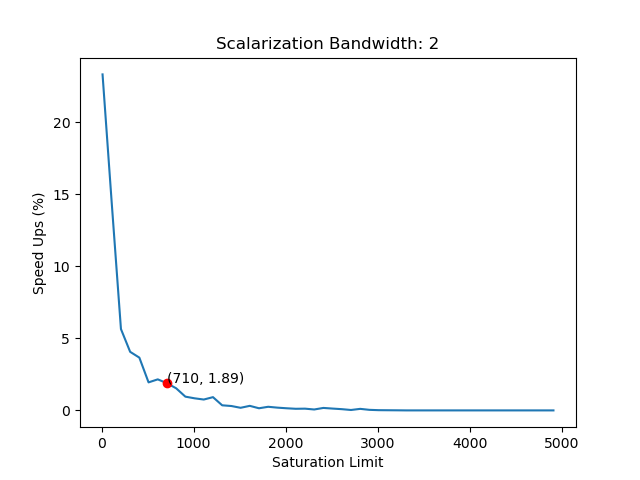 Scalarization Bandwidth: 2
Speed Ups (%)
20
15
10
5
0
(710, 1.89)
0 1000 2000 3000 4000 5000
Saturation Limit